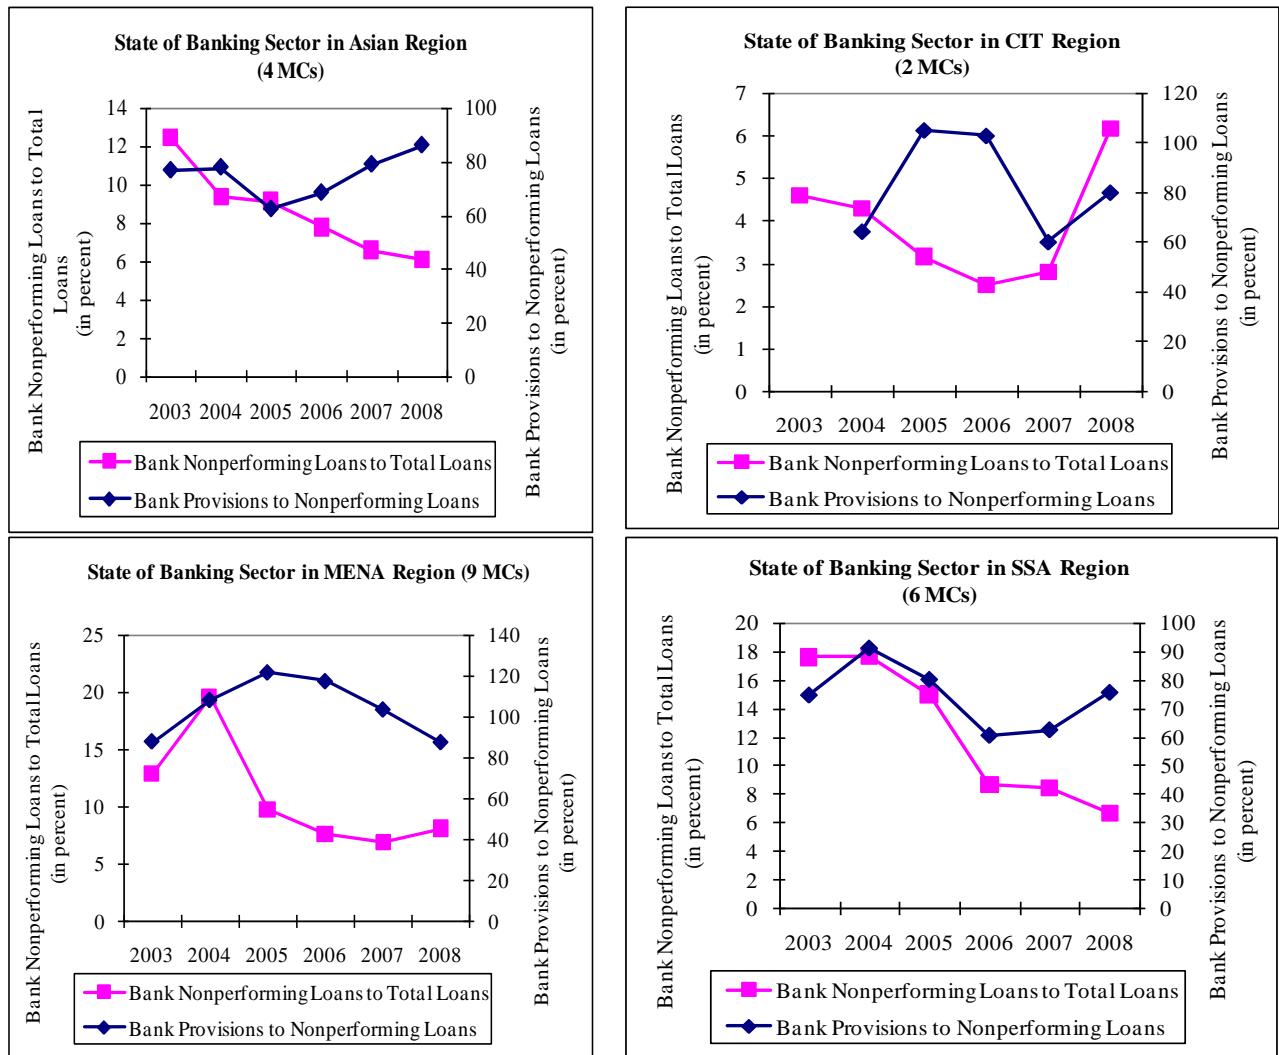 State of Banking Sector in Asian Region
(4 MCs)
Bank Nonperforming Loans to Total
Loans
(in percent)
14
12
10
8
6
4
2
0
100
80
60
40
20
0
Bank Provisions to Nonperforming Loans
(in percent)
2003 2004 2005 2006 2007 2008
Bank Nonperforming Loans to Total Loans
Bank Provisions to Nonperforming Loans
State of Banking Sector in CIT Region
(2 MCs)
Bank Nonperforming Loans to Total Loans
(in percent)
7
6
5
4
3
2
1
0
120
100
80
60
40
20
0
Bank Provisions to Nonperforming Loans
(in percent)
2003 2004 2005 2006 2007 2008
Bank Nonperforming Loans to Total Loans
Bank Provisions to Nonperforming Loans
State of Banking Sector in MENA Region (9 MCs)
Bank Nonperforming Loans to Total Loans
(in percent)
25
20
15
10
5
0
140
120
100
80
60
40
20
0
Bank Provisions to Nonperforming Loans
(in percent)
2003 2004 2005 2006 2007 2008
Bank Nonperforming Loans to Total Loans
Bank Provisions to Nonperforming Loans
State of Banking Sector in SSA Region
(6 MCs)
Bank Nonperforming Loans to Total Loans
(in percent)
20
18
16
14
12
10
8
6
4
2
0
100
90
80
70
60
50
40
30
20
10
0
Bank Provisions to Nonperforming Loans
(in percent)
2003 2004 2005 2006 2007 2008
Bank Nonperforming Loans to Total Loans
Bank Provisions to Nonperforming Loans